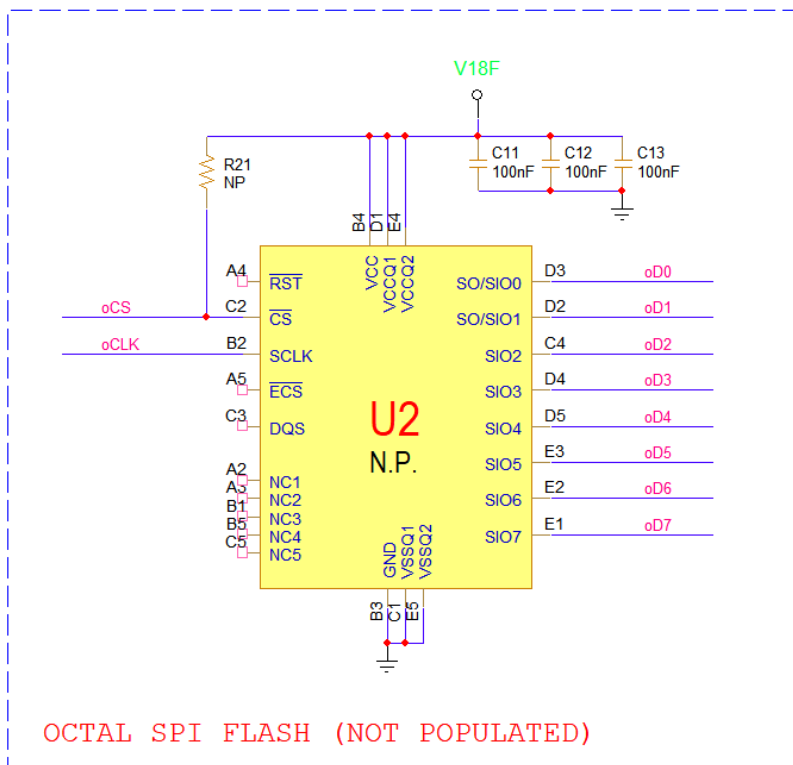 V18F
R21
NP
C11
100nF
C12
100nF
C13
100nF
B4
D1
E4
VCC
VCCQ1
VCCQ2
A4
RST
oCS
C2
CS
oCLK
B2
SCLK
A5
ECS
C3
DQS
A2
NC1
A3
NC2
B1
NC3
B5
NC4
C5
NC5
U2
N.P.
SO/SIO0
D3
oD0
SO/SIO1
D2
oD1
SIO2
C4
oD2
SIO3
D4
oD3
SIO4
D5
oD4
SIO5
E3
oD5
SIO6
E2
oD6
SIO7
E1
oD7
GND
VSSQ1
VSSQ2
B3
C1
E5
OCTAL SPI FLASH (NOT POPULATED)